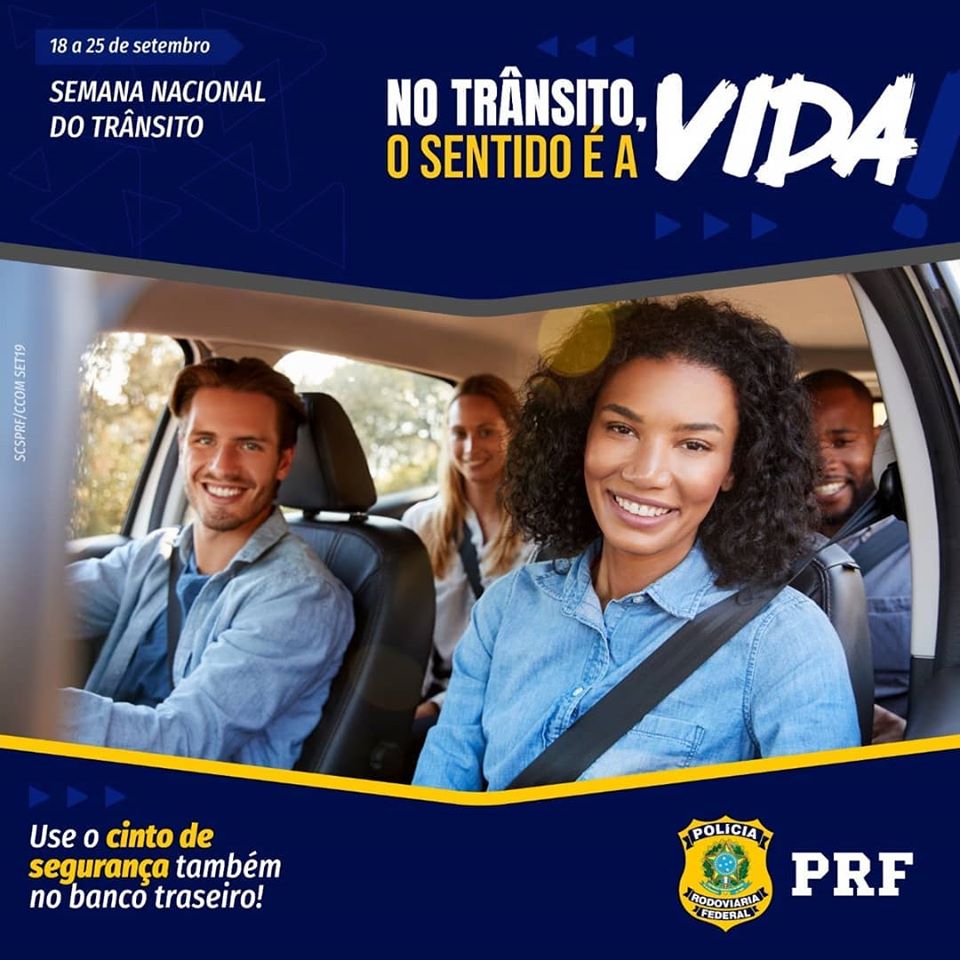 18 a 25 de setembro
SEMANA NACIONAL
DO TRÂNSITO
NO TRÂNSITO,
O SENTIDO É A
VIDA!
SCSPRF/CCOM SET19
Use o cinto de
segurança também
no banco traseiro!
POLÍCIA
RODOVIÁRIA
FEDERAL
PRF